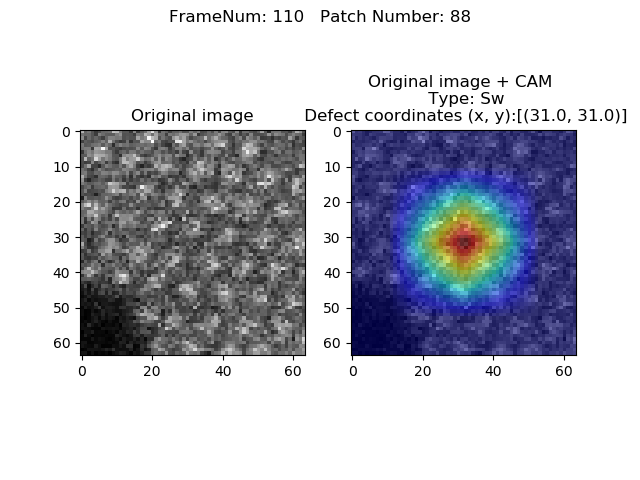 FrameNum: 110   Patch Number: 88
Original image
Original image + CAM
Type: Sw
Defect coordinates (x, y):[(31.0, 31.0)]
0
10
20
30
40
50
60
0 20 40 60
0
10
20
30
40
50
60
0 20 40 60